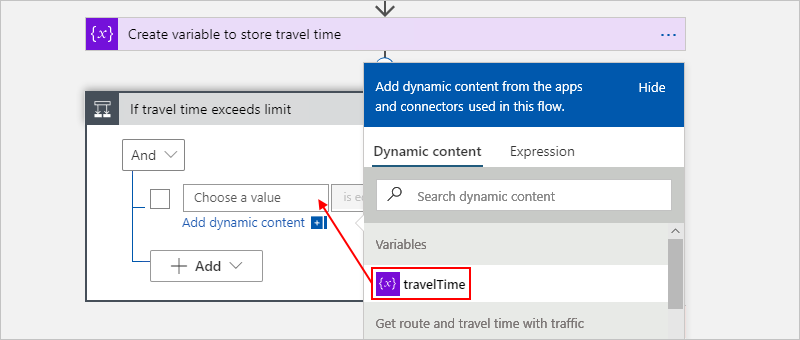 {x} Create variable to store travel time ...
If travel time exceeds limit
And
Choose a value
is e
Add dynamic content
Add
Add dynamic content from the apps
and connectors used in this flow.
Hide
Dynamic content Expression
Search dynamic content
Variables
{x} travelTime
Get route and travel time with traffic